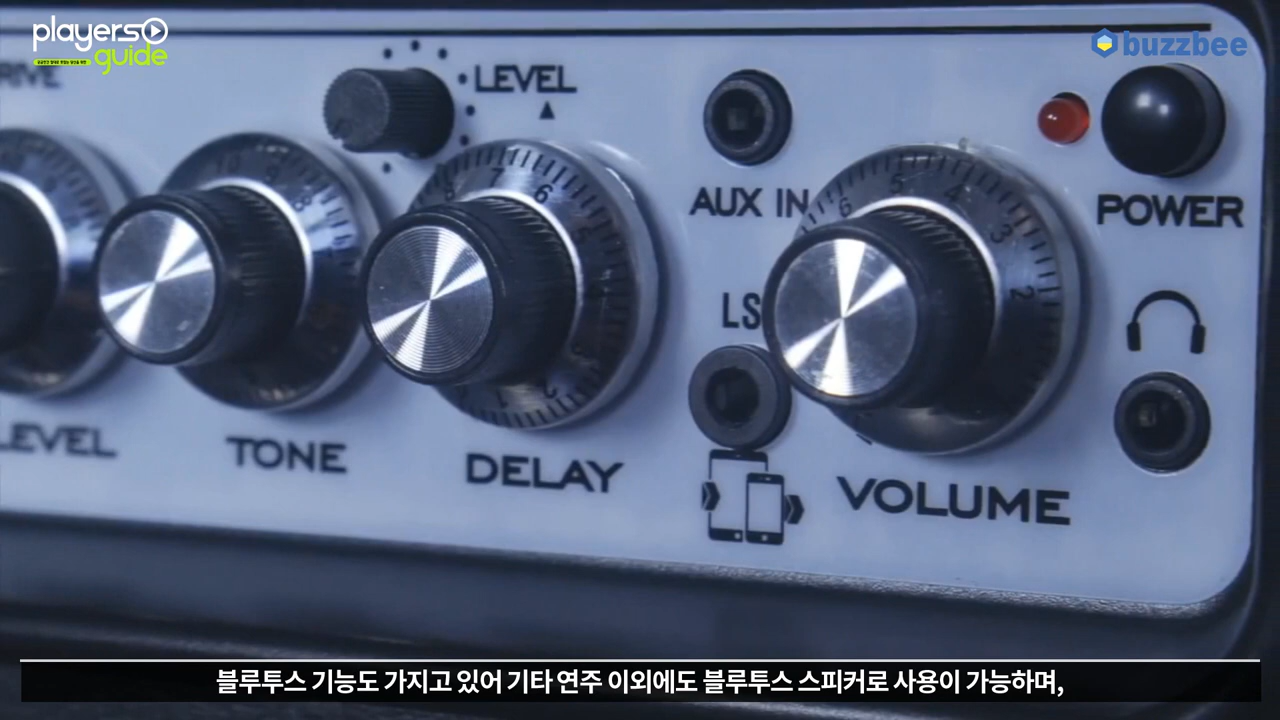 players
guide
buzzbee
LEVEL
AUX IN
POWER
LS
LEVEL
TONE
DELAY
VOLUME
블루투스 기능도 가지고 있어 기타 연주 이외에도 블루투스 스피커로 사용이 가능하며,